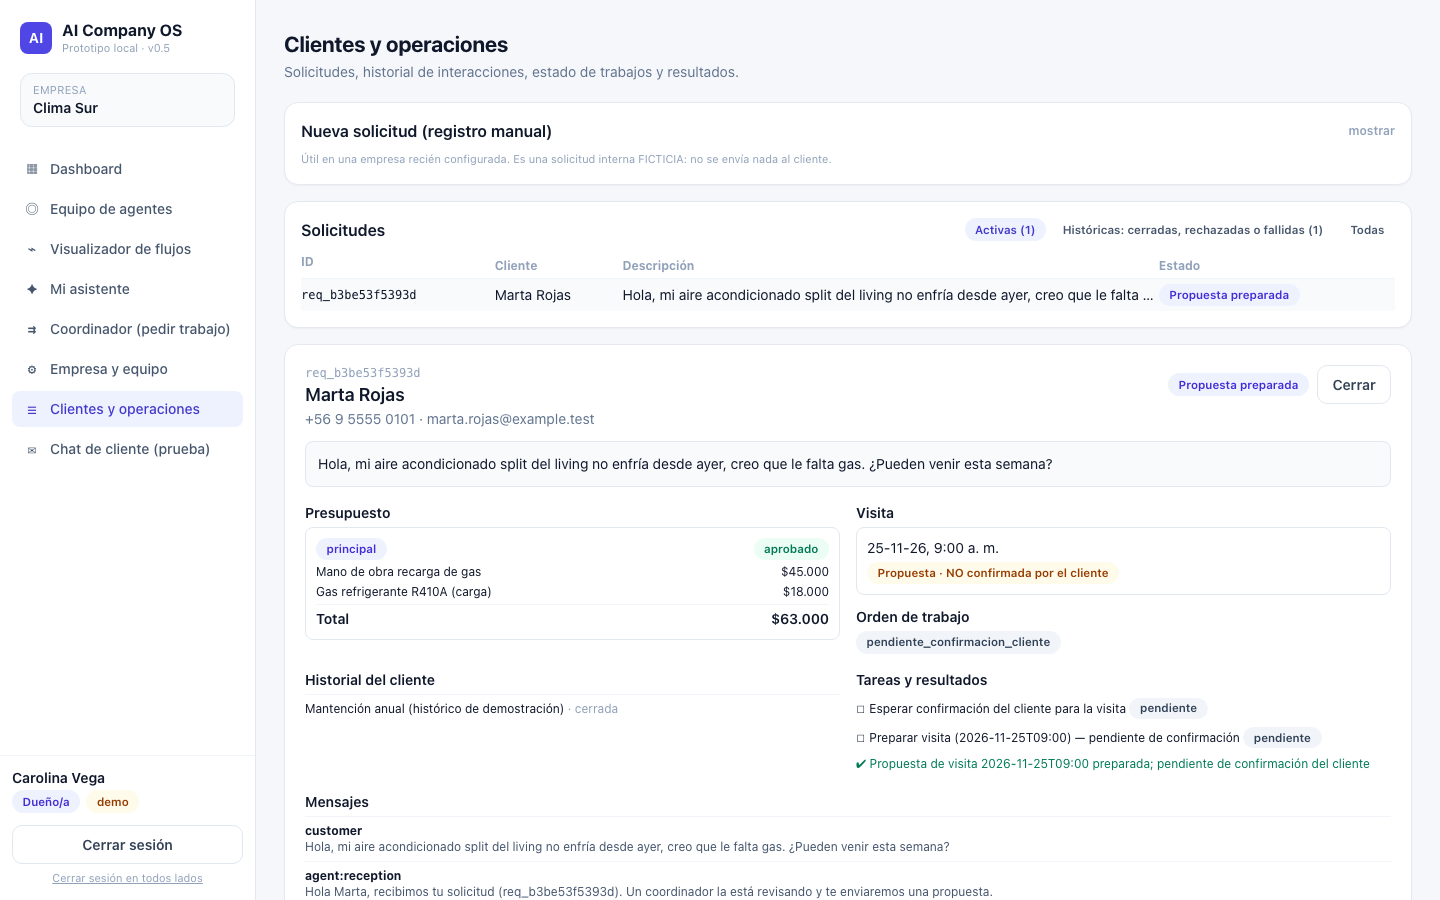 AI
AI Company OS
Prototipo local · v0.5
EMPRESA
Clima Sur
Dashboard
Equipo de agentes
Visualizador de flujos
Mi asistente
Coordinador (pedir trabajo)
Empresa y equipo
Clientes y operaciones
Chat de cliente (prueba)
Carolina Vega
Dueño/a
demo
Cerrar sesión
Cerrar sesión en todos lados
Clientes y operaciones
Solicitudes, historial de interacciones, estado de trabajos y resultados.
Nueva solicitud (registro manual)
mostrar
Útil en una empresa recién configurada. Es una solicitud interna FICTICIA: no se envía nada al cliente.
Solicitudes
Activas (1)
Históricas: cerradas, rechazadas o fallidas (1)
Todas
ID
Cliente
Descripción
Estado
req_b3be53f5393d
Marta Rojas
Hola, mi aire acondicionado split del living no enfría desde ayer, creo que le falta ...
Propuesta preparada
req_b3be53f5393d
Marta Rojas
+56 9 5555 0101 · marta.rojas@example.test
Propuesta preparada
Cerrar
Hola, mi aire acondicionado split del living no enfría desde ayer, creo que le falta gas. ¿Pueden venir esta semana?
Presupuesto
principal
aprobado
Mano de obra recarga de gas
$45.000
Gas refrigerante R410A (carga)
$18.000
Total
$63.000
Visita
25-11-26, 9:00 a. m.
Propuesta · NO confirmada por el cliente
Orden de trabajo
pendiente_confirmacion_cliente
Historial del cliente
Mantención anual (histórico de demostración) · cerrada
Tareas y resultados
☐ Esperar confirmación del cliente para la visita pendiente
☐ Preparar visita (2026-11-25T09:00) — pendiente de confirmación pendiente
✔ Propuesta de visita 2026-11-25T09:00 preparada; pendiente de confirmación del cliente
Mensajes
customer
Hola, mi aire acondicionado split del living no enfría desde ayer, creo que le falta gas. ¿Pueden venir esta semana?
agent:reception
Hola Marta, recibimos tu solicitud (req_b3be53f5393d). Un coordinador la está revisando y te enviaremos una propuesta.